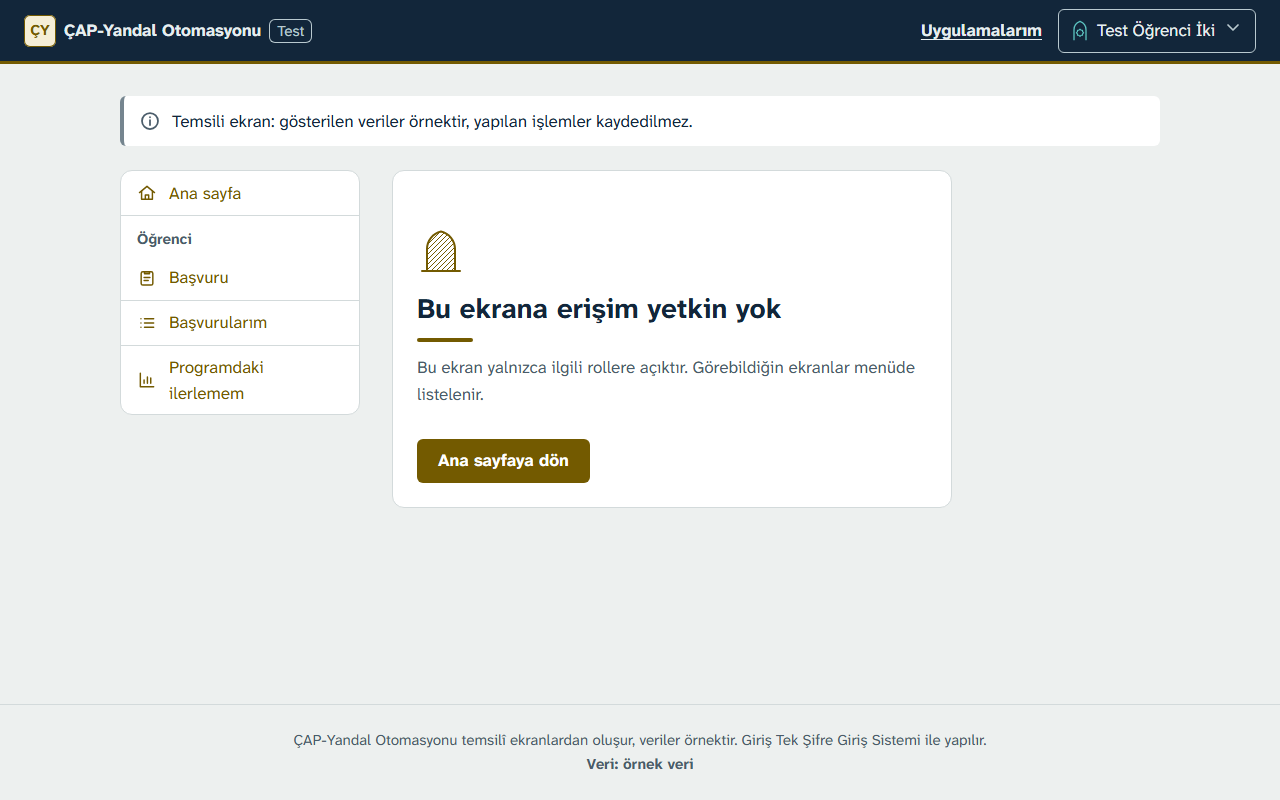 ÇY ÇAP-Yandal Otomasyonu Test
Uygulamalarım
Test Öğrenci İki
Temsili ekran: gösterilen veriler örnektir, yapılan işlemler kaydedilmez.
Ana sayfa
Öğrenci
Başvuru
Başvurularım
Programdaki
ilerlemem
Bu ekrana erişim yetkin yok
Bu ekran yalnızca ilgili rollere açıktır. Görebildiğin ekranlar menüde
listelenir.
Ana sayfaya dön
ÇAP-Yandal Otomasyonu temsilî ekranlardan oluşur, veriler örnektir. Giriş Tek Şifre Giriş Sistemi ile yapılır.
Veri: örnek veri